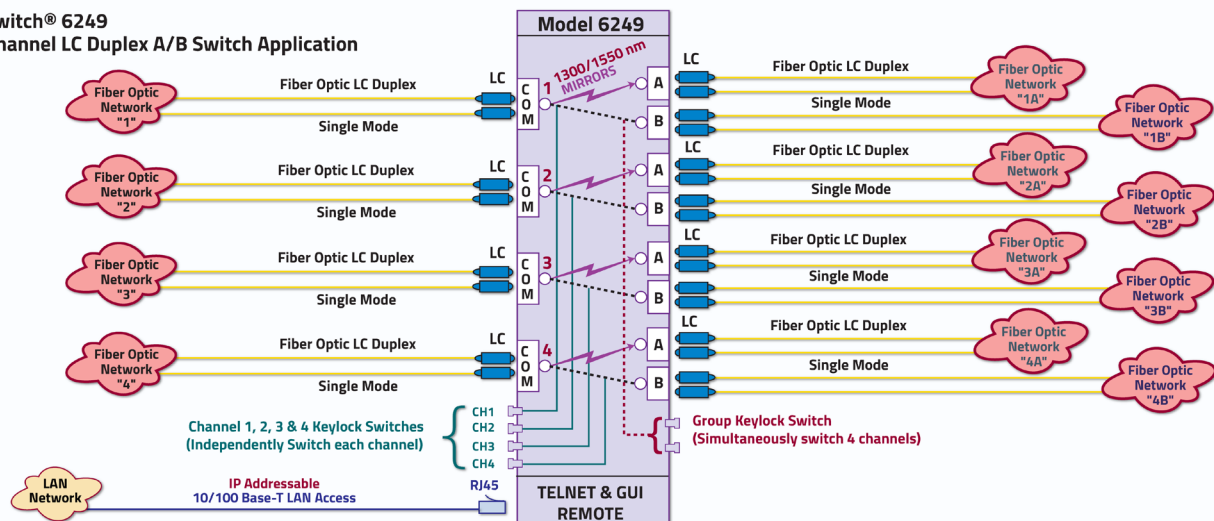 witch® 6249
hannel LC Duplex A/B Switch Application
Model 6249
Fiber Optic
Network
"1"
Fiber Optic LC Duplex
Single Mode
LC
COM
1
1300/1550 nm
MIRRORS
A
B
LC
Fiber Optic LC Duplex
Single Mode
Fiber Optic
Network
"1A"
Fiber Optic
Network
"1B"
Fiber Optic
Network
"2"
Fiber Optic LC Duplex
Single Mode
LC
COM
2
A
B
LC
Fiber Optic LC Duplex
Single Mode
Fiber Optic
Network
"2A"
Fiber Optic
Network
"2B"
Fiber Optic
Network
"3"
Fiber Optic LC Duplex
Single Mode
LC
COM
3
A
B
LC
Fiber Optic LC Duplex
Single Mode
Fiber Optic
Network
"3A"
Fiber Optic
Network
"3B"
Fiber Optic
Network
"4"
Fiber Optic LC Duplex
Single Mode
LC
COM
4
A
B
LC
Fiber Optic LC Duplex
Single Mode
Fiber Optic
Network
"4A"
Fiber Optic
Network
"4B"
Channel 1, 2, 3 & 4 Keylock Switches
(Independently Switch each channel)
CH1
CH2
CH3
CH4
Group Keylock Switch
(Simultaneously switch 4 channels)
LAN
Network
IP Addressable
10/100 Base-T LAN Access
RJ45
TELNET & GUI
REMOTE